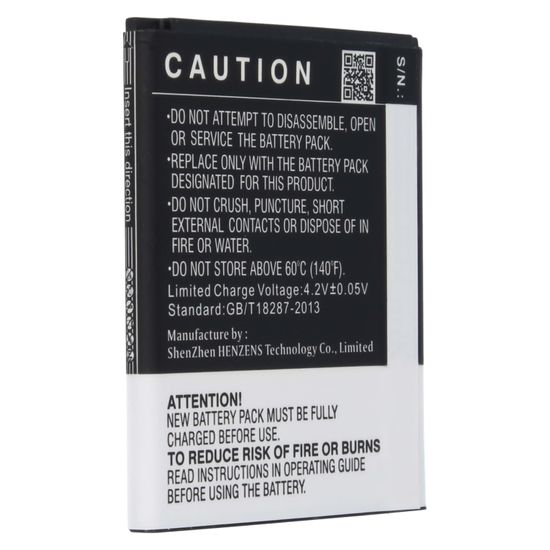 CAUTION
S/N.:
•DO NOT ATTEMPT TO DISASSEMBLE, OPEN
OR SERVICE THE BATTERY PACK.
•REPLACE ONLY WITH THE BATTERY PACK
DESIGNATED FOR THIS PRODUCT.
•DO NOT CRUSH, PUNCTURE, SHORT
EXTERNAL CONTACTS OR DISPOSE OF IN
FIRE OR WATER.
•DO NOT STORE ABOVE 60℃ (140℉).
Limited Charge Voltage:4.2V±0.05V
Standard:GB/T18287-2013
Manufacture by :
ShenZhen HENZENS Technology Co., Limited
ATTENTION!
NEW BATTERY PACK MUST BE FULLY
CHARGED BEFORE USE.
TO REDUCE RISK OF FIRE OR BURNS
READ INSTRUCTIONS IN OPERATING GUIDE
BEFORE USING THE BATTERY.
Insert this direction